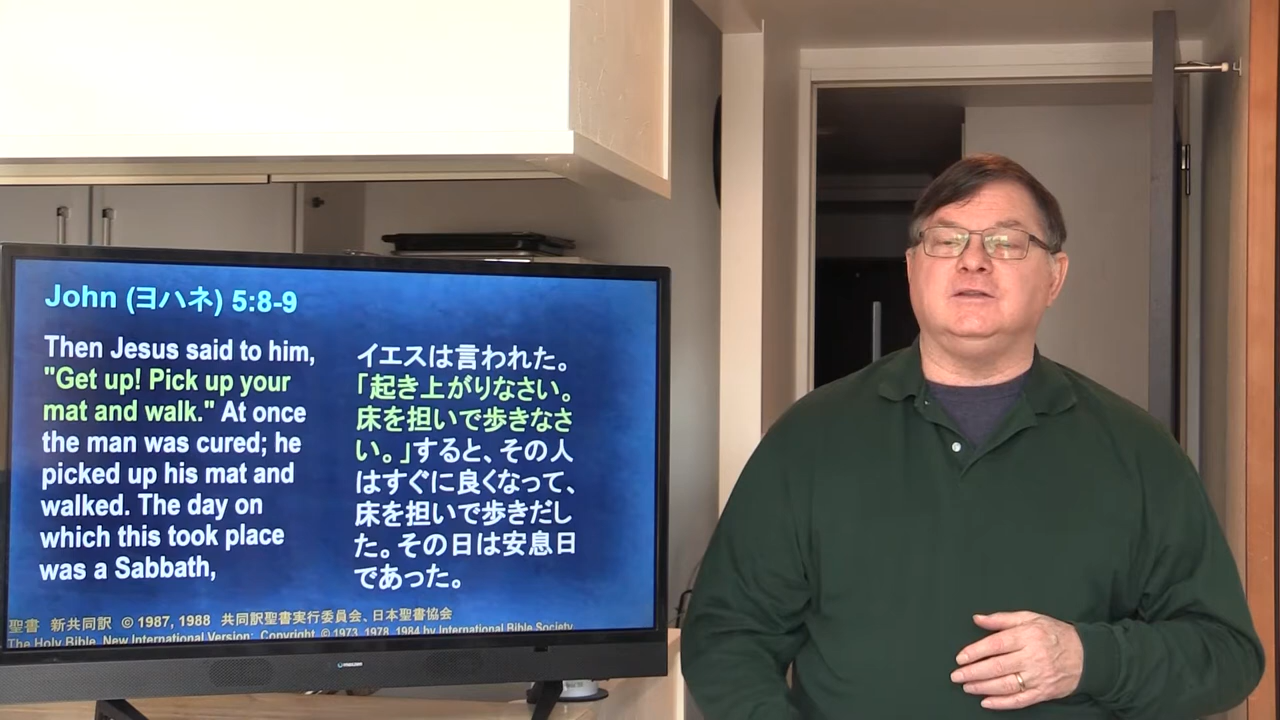 John (ヨハネ) 5:8-9
Then Jesus said to him,
"Get up! Pick up your
mat and walk." At once
the man was cured; he
picked up his mat and
walked. The day on
which this took place
was a Sabbath,
イエスは言われた。
「起き上がりなさい。
床を担いで歩きなさ
い。」すると、その人
はすぐに良くなって、
床を担いで歩きだし
た。その日は安息日
であった。
聖書 新共同訳 © 1987, 1988 共同訳聖書実行委員会、日本聖書協会
The Holy Bible, New International Version; Copyright © 1973, 1978, 1984 by International Bible Society